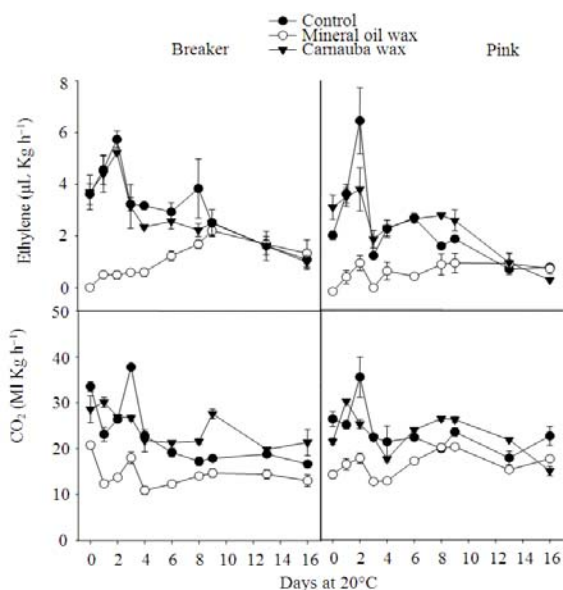 Control
Mineral oil wax
Carnauba wax
Breaker
Pink
Ethylene (µL Kg h⁻¹)
8
6
4
2
0
CO₂ (MI Kg h⁻¹)
50
40
30
20
10
0
0 2 4 6 8 10 12 14 16 0 2 4 6 8 10 12 14 16
Days at 20°C